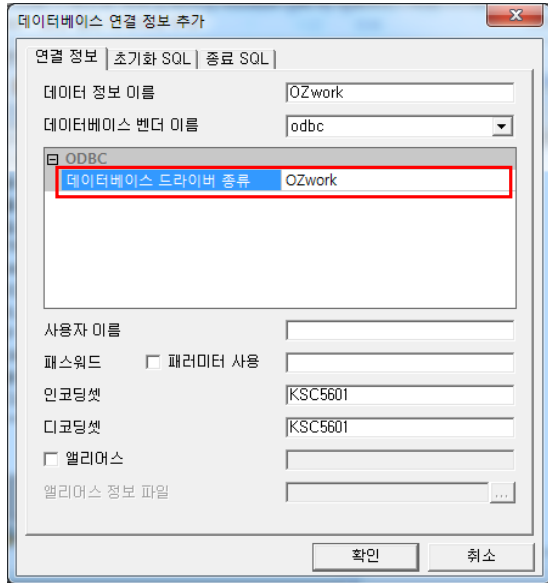 데이터베이스 연결 정보 추가
연결 정보 초기화 SQL 종료 SQL
데이터 정보 이름 OZwork
데이터베이스 벤더 이름 odbc
ODBC
데이터베이스 드라이버 종류 OZwork
사용자 이름
패스워드 패러미터 사용
인코딩셋 KSC5601
디코딩셋 KSC5601
앨리어스
앨리어스 정보 파일 ...
확인 취소